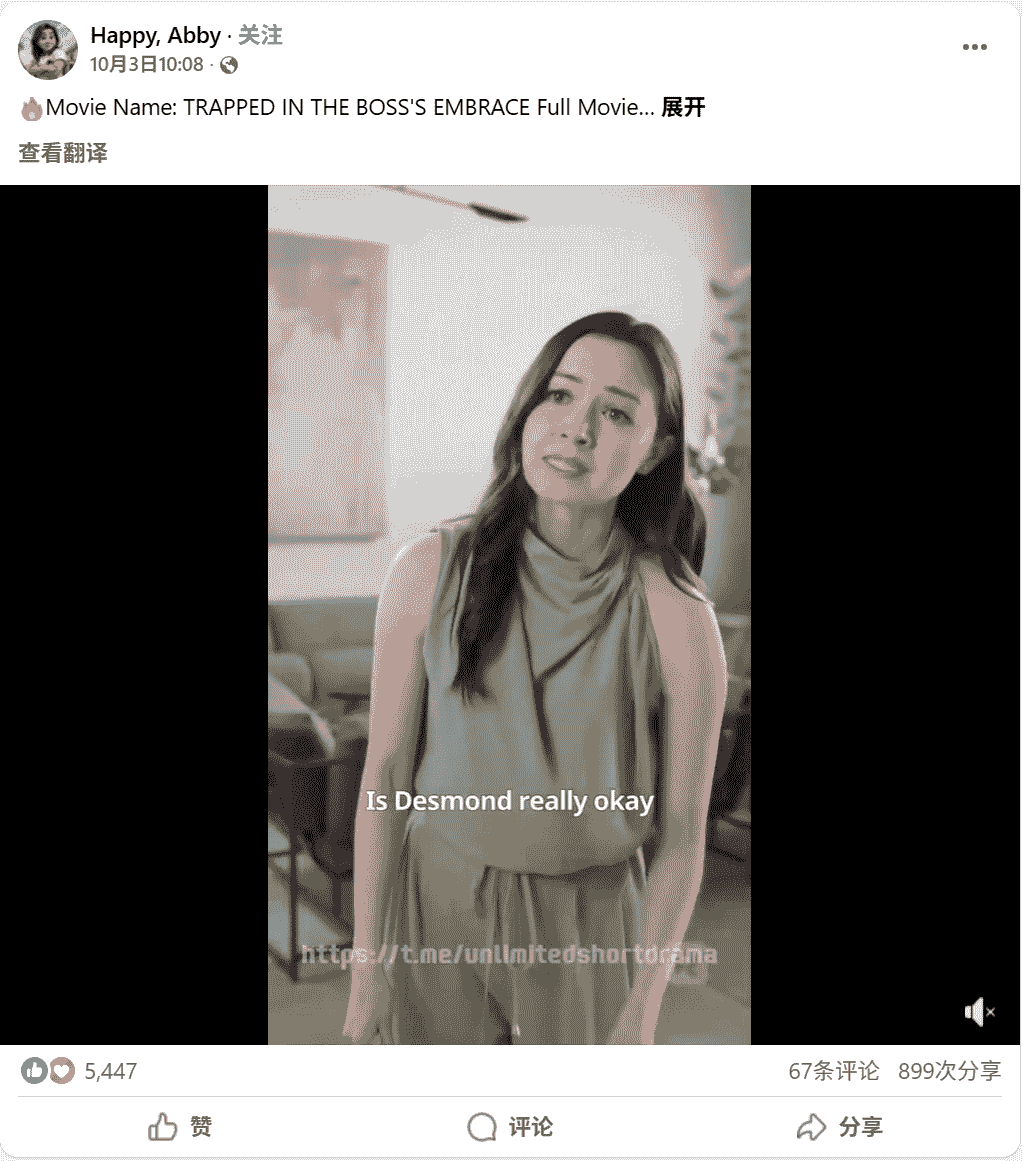 Happy, Abby · 关注
10月3日10:08 ·
🔥Movie Name: TRAPPED IN THE BOSS'S EMBRACE Full Movie... 展开
查看翻译
Is Desmond really okay
https://t.me/unlimitedshortdrama
5,447
67条评论 899次分享
赞 评论 分享